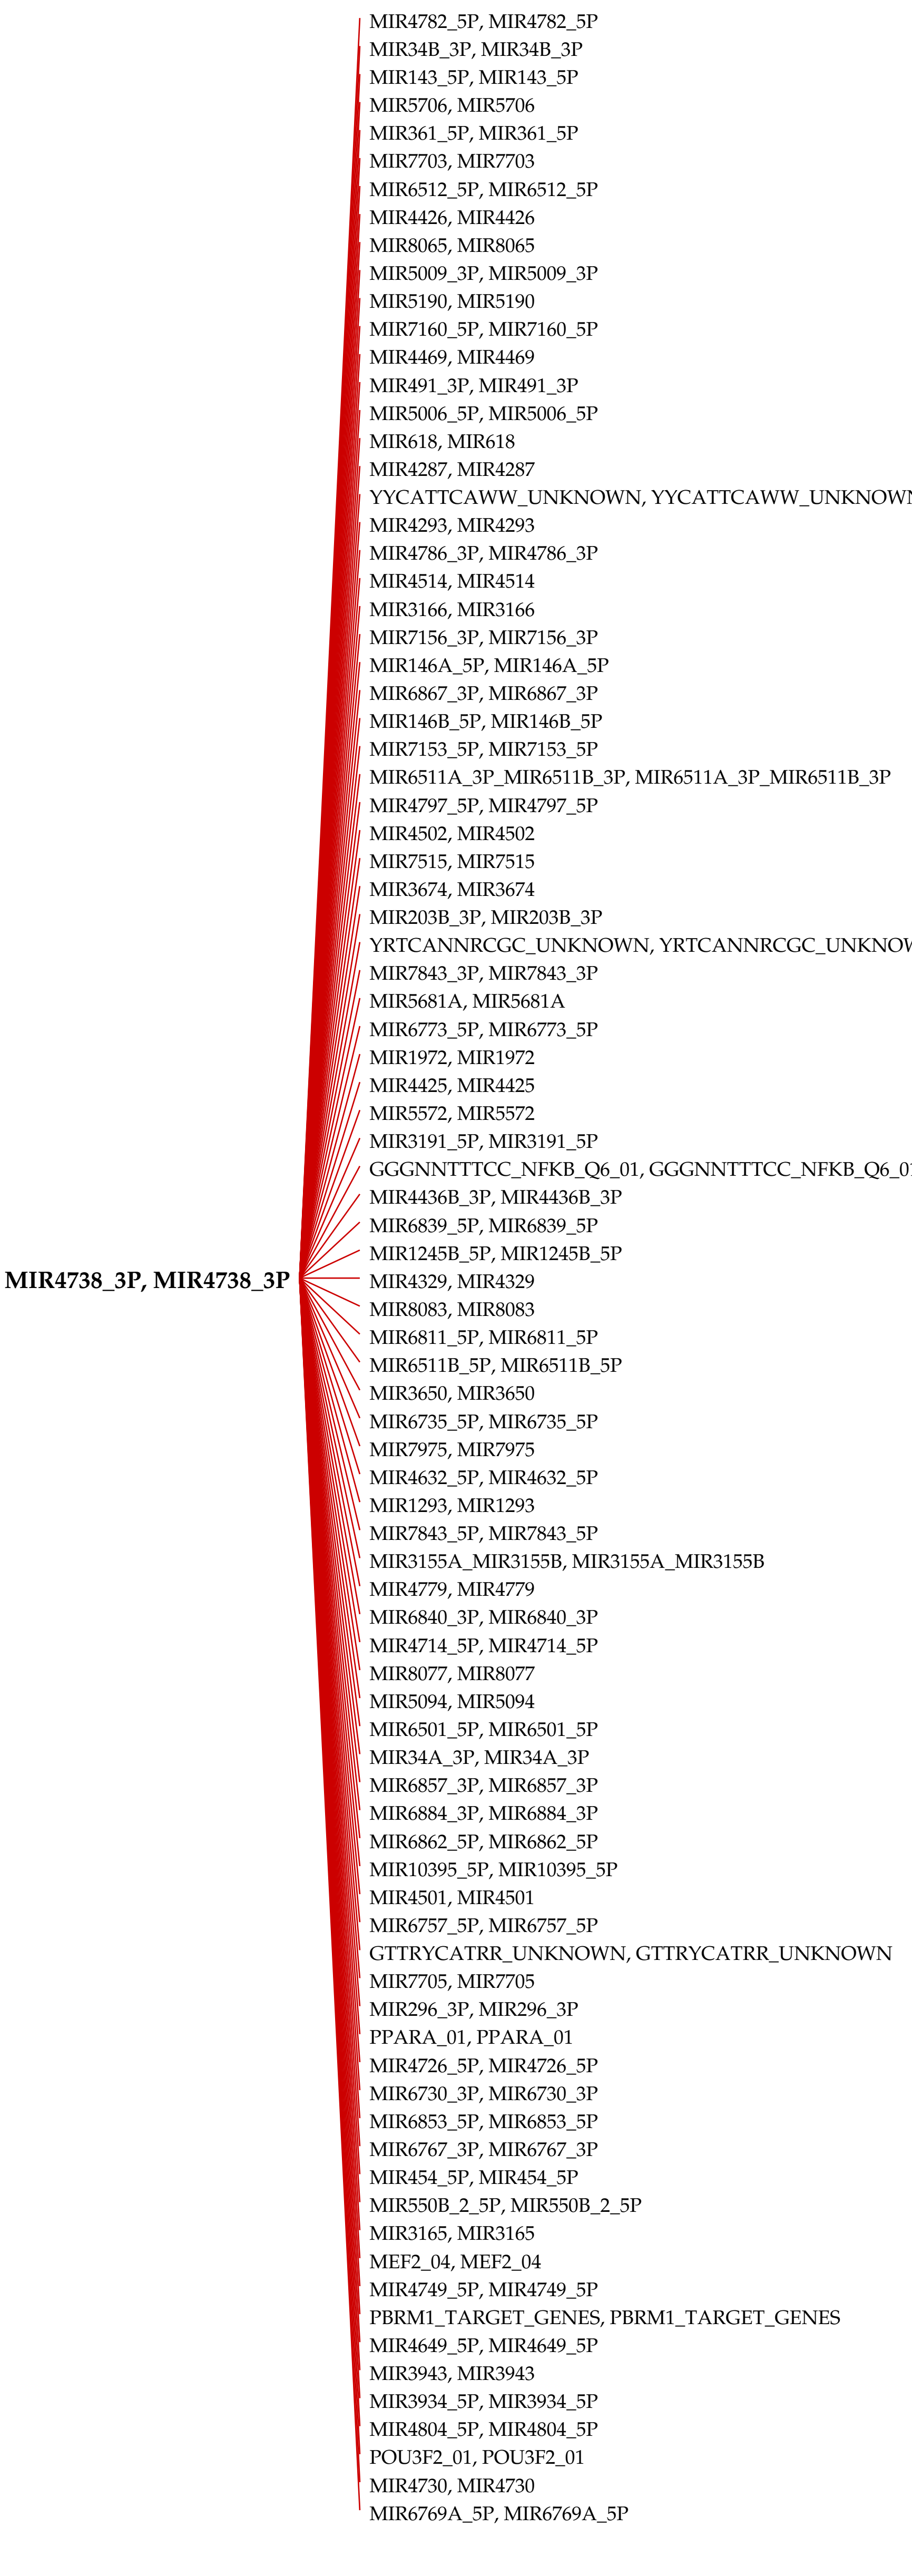 MIR4782_5P, MIR4782_5P
MIR34B_3P, MIR34B_3P
MIR143_5P, MIR143_5P
MIR5706, MIR5706
MIR361_5P, MIR361_5P
MIR7703, MIR7703
MIR6512_5P, MIR6512_5P
MIR4426, MIR4426
MIR8065, MIR8065
MIR5009_3P, MIR5009_3P
MIR5190, MIR5190
MIR7160_5P, MIR7160_5P
MIR4469, MIR4469
MIR491_3P, MIR491_3P
MIR5006_5P, MIR5006_5P
MIR618, MIR618
MIR4287, MIR4287
YYCATTCAWW_UNKNOWN, YYCATTCAWW_UNKNOWN
MIR4293, MIR4293
MIR4786_3P, MIR4786_3P
MIR4514, MIR4514
MIR3166, MIR3166
MIR7156_3P, MIR7156_3P
MIR146A_5P, MIR146A_5P
MIR6867_3P, MIR6867_3P
MIR146B_5P, MIR146B_5P
MIR7153_5P, MIR7153_5P
MIR6511A_3P_MIR6511B_3P, MIR6511A_3P_MIR6511B_3P
MIR4797_5P, MIR4797_5P
MIR4502, MIR4502
MIR7515, MIR7515
MIR3674, MIR3674
MIR203B_3P, MIR203B_3P
YRTCANNRCGC_UNKNOWN, YRTCANNRCGC_UNKNOW
MIR7843_3P, MIR7843_3P
MIR5681A, MIR5681A
MIR6773_5P, MIR6773_5P
MIR1972, MIR1972
MIR4425, MIR4425
MIR5572, MIR5572
MIR3191_5P, MIR3191_5P
GGGNNTTTCC_NFKB_Q6_01, GGGNNTTTCC_NFKB_Q6_01
MIR4436B_3P, MIR4436B_3P
MIR6839_5P, MIR6839_5P
MIR1245B_5P, MIR1245B_5P
MIR4738_3P, MIR4738_3P
MIR4329, MIR4329
MIR8083, MIR8083
MIR6811_5P, MIR6811_5P
MIR6511B_5P, MIR6511B_5P
MIR3650, MIR3650
MIR6735_5P, MIR6735_5P
MIR7975, MIR7975
MIR4632_5P, MIR4632_5P
MIR1293, MIR1293
MIR7843_5P, MIR7843_5P
MIR3155A_MIR3155B, MIR3155A_MIR3155B
MIR4779, MIR4779
MIR6840_3P, MIR6840_3P
MIR4714_5P, MIR4714_5P
MIR8077, MIR8077
MIR5094, MIR5094
MIR6501_5P, MIR6501_5P
MIR34A_3P, MIR34A_3P
MIR6857_3P, MIR6857_3P
MIR6884_3P, MIR6884_3P
MIR6862_5P, MIR6862_5P
MIR10395_5P, MIR10395_5P
MIR4501, MIR4501
MIR6757_5P, MIR6757_5P
GTTRYCATRR_UNKNOWN, GTTRYCATRR_UNKNOWN
MIR7705, MIR7705
MIR296_3P, MIR296_3P
PPARA_01, PPARA_01
MIR4726_5P, MIR4726_5P
MIR6730_3P, MIR6730_3P
MIR6853_5P, MIR6853_5P
MIR6767_3P, MIR6767_3P
MIR454_5P, MIR454_5P
MIR550B_2_5P, MIR550B_2_5P
MIR3165, MIR3165
MEF2_04, MEF2_04
MIR4749_5P, MIR4749_5P
PBRM1_TARGET_GENES, PBRM1_TARGET_GENES
MIR4649_5P, MIR4649_5P
MIR3943, MIR3943
MIR3934_5P, MIR3934_5P
MIR4804_5P, MIR4804_5P
POU3F2_01, POU3F2_01
MIR4730, MIR4730
MIR6769A_5P, MIR6769A_5P